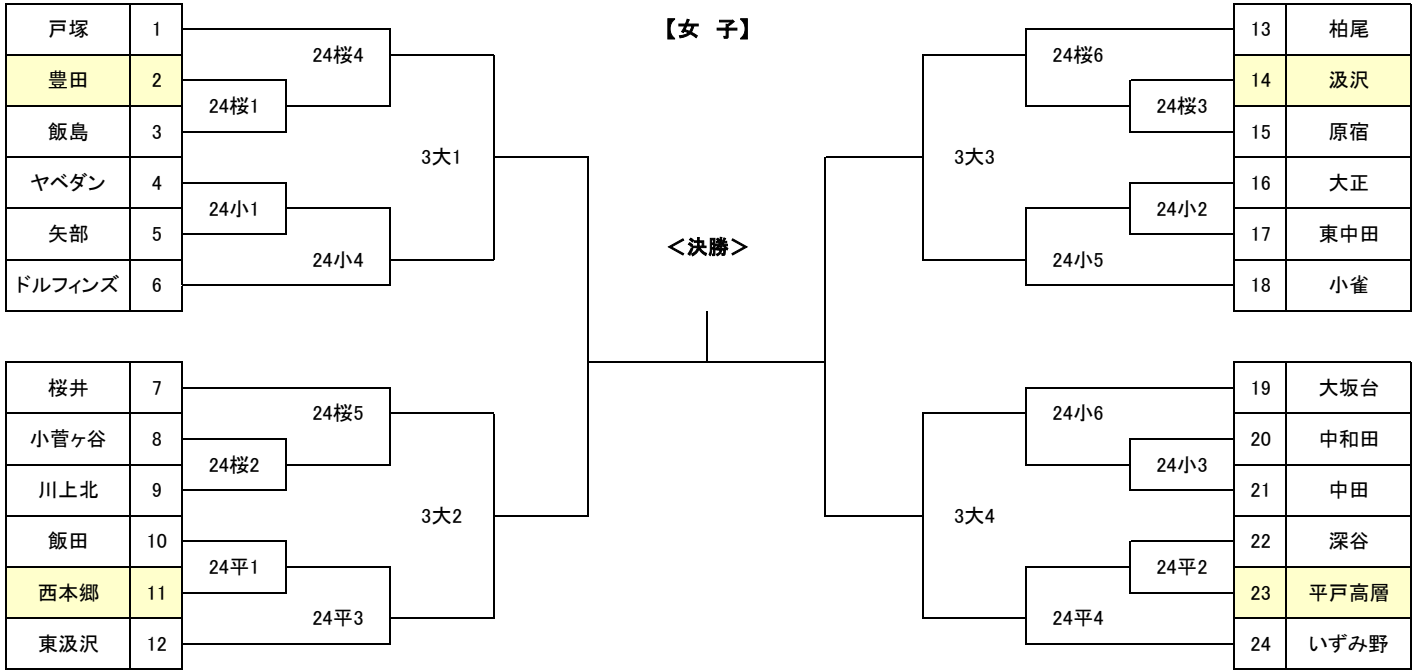 【女 子】
戸塚 1
豊田 2
飯島 3
ヤベダン 4
矢部 5
ドルフィンズ 6
24桜4
24桜1
3大1
24小1
24小4
桜井 7
小菅ヶ谷 8
川上北 9
飯田 10
西本郷 11
東汲沢 12
24桜5
24桜2
3大2
24平1
24平3
＜決勝＞
13 柏尾
14 汲沢
15 原宿
16 大正
17 東中田
18 小雀
24桜6
24桜3
3大3
24小2
24小5
19 大坂台
20 中和田
21 中田
22 深谷
23 平戸高層
24 いずみ野
24小6
24小3
3大4
24平2
24平4